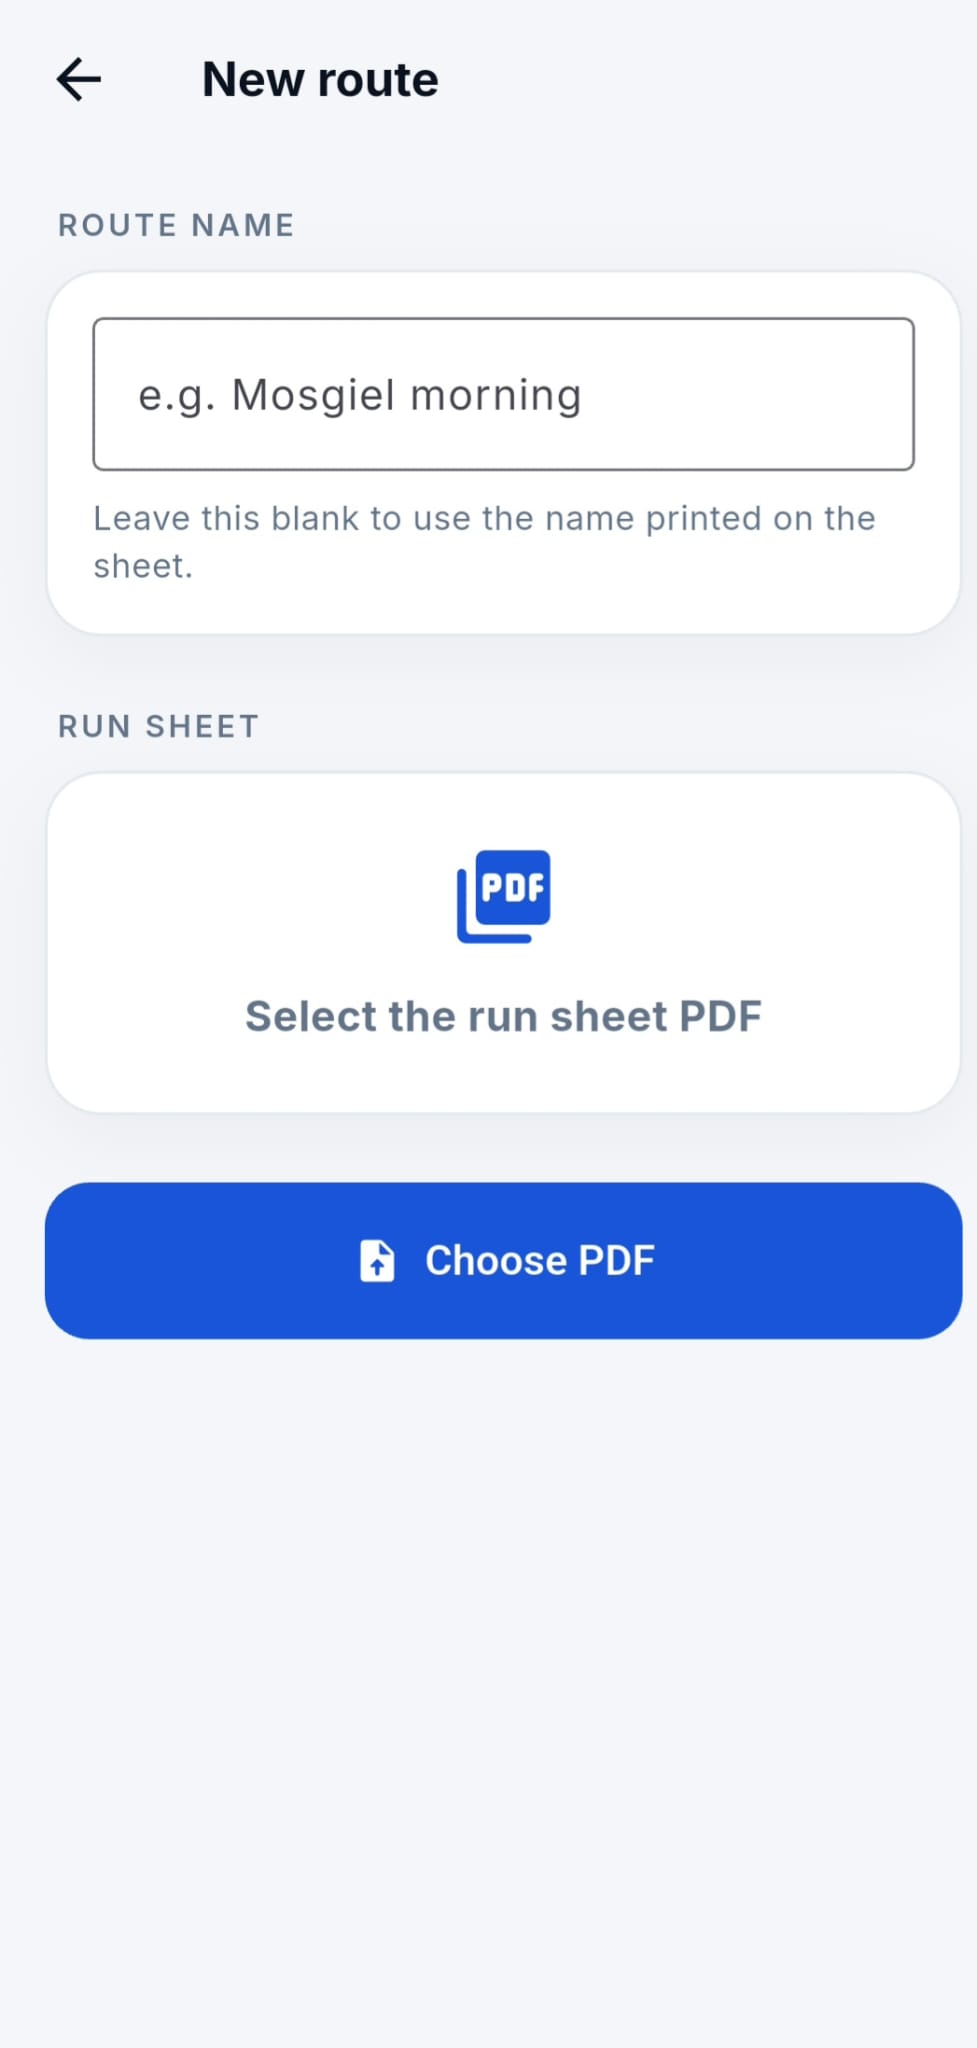 New route
ROUTE NAME
e.g. Mosgiel morning
Leave this blank to use the name printed on the
sheet.
RUN SHEET
PDF
Select the run sheet PDF
Choose PDF